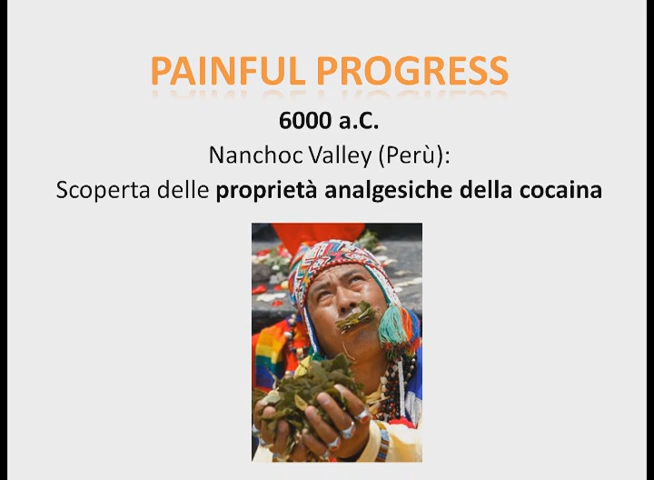 PAINFUL PROGRESS
6000 a.C.
Nanchoc Valley (Perù):
Scoperta delle proprietà analgesiche della cocaina